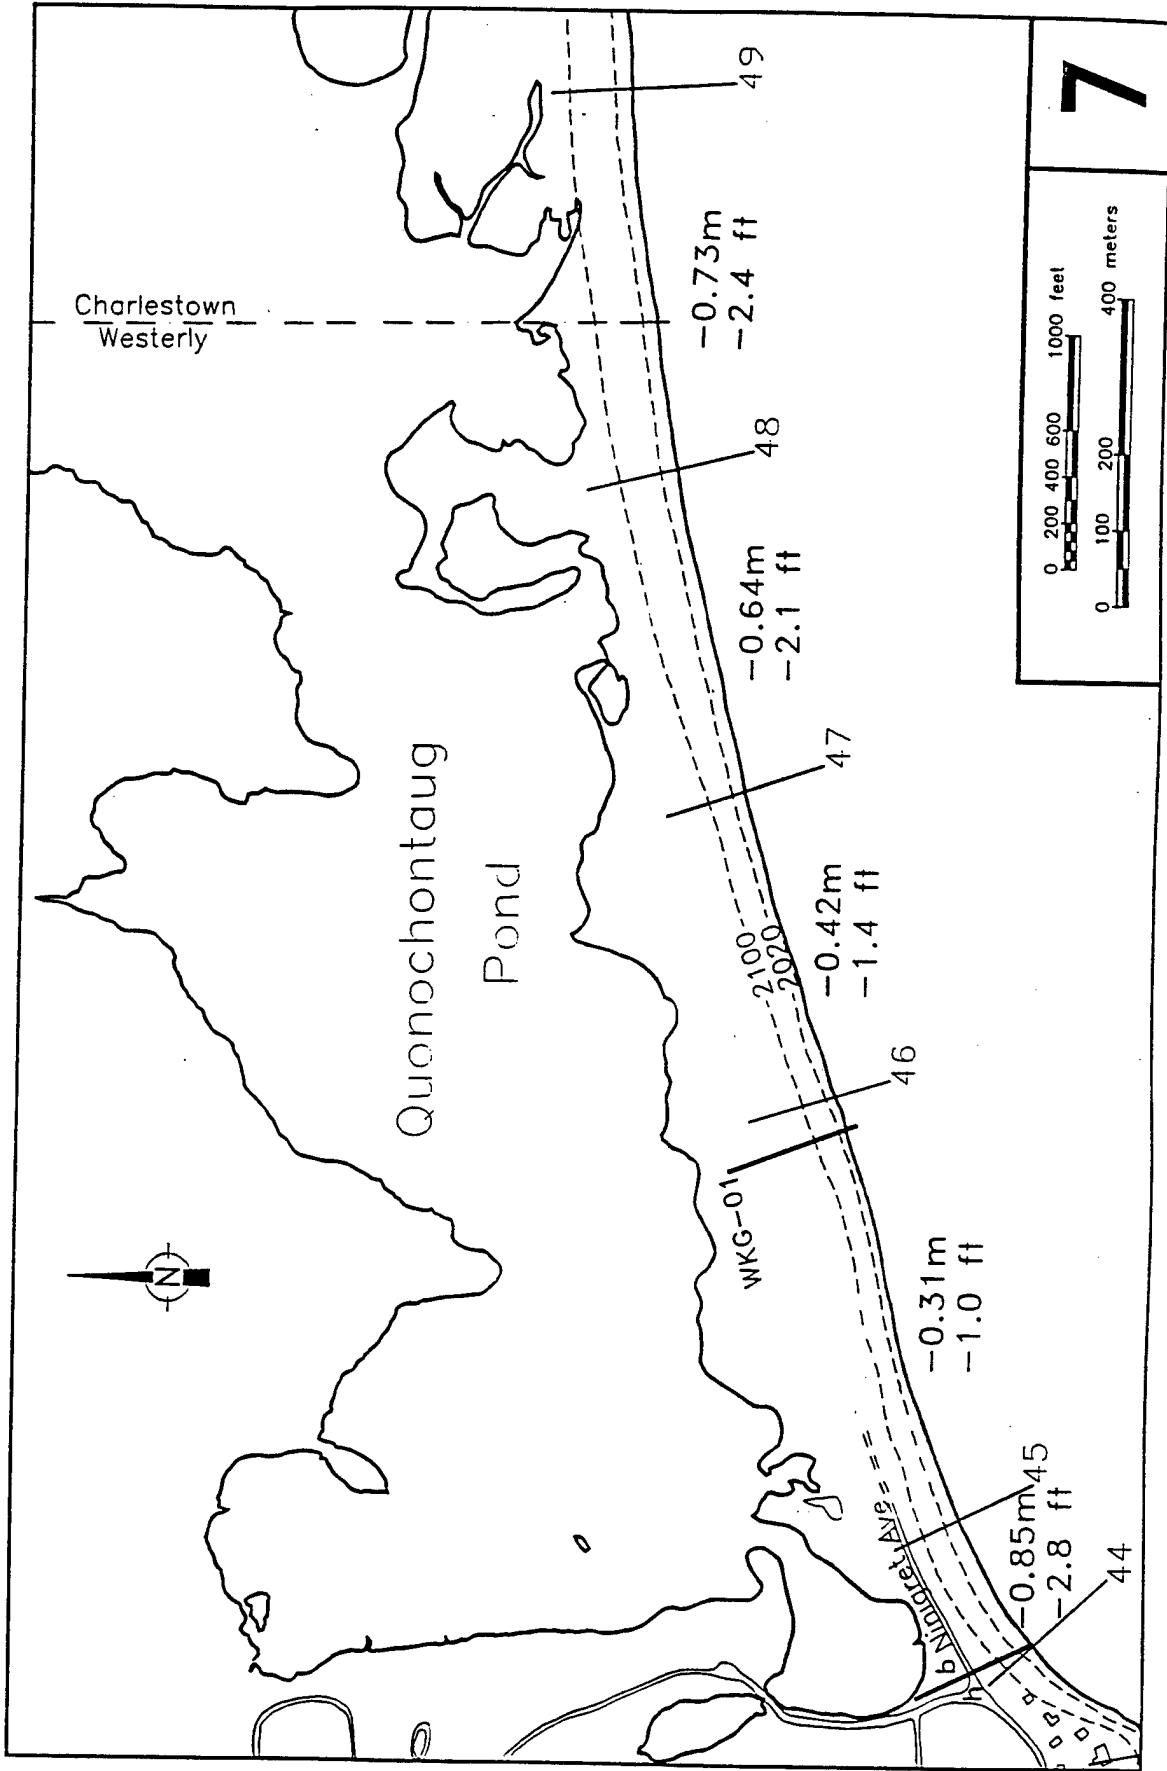 Charlestown
Westerly
Quonochontaug
Pond
N
WKG-01
2100
2020
Ninigret Ave
b
h
44
-0.85m
-2.8 ft
45
-0.31m
-1.0 ft
46
-0.42m
-1.4 ft
47
-0.64m
-2.1 ft
48
-0.73m
-2.4 ft
49
0 200 400 600 1000 feet
0 100 200 400 meters
7